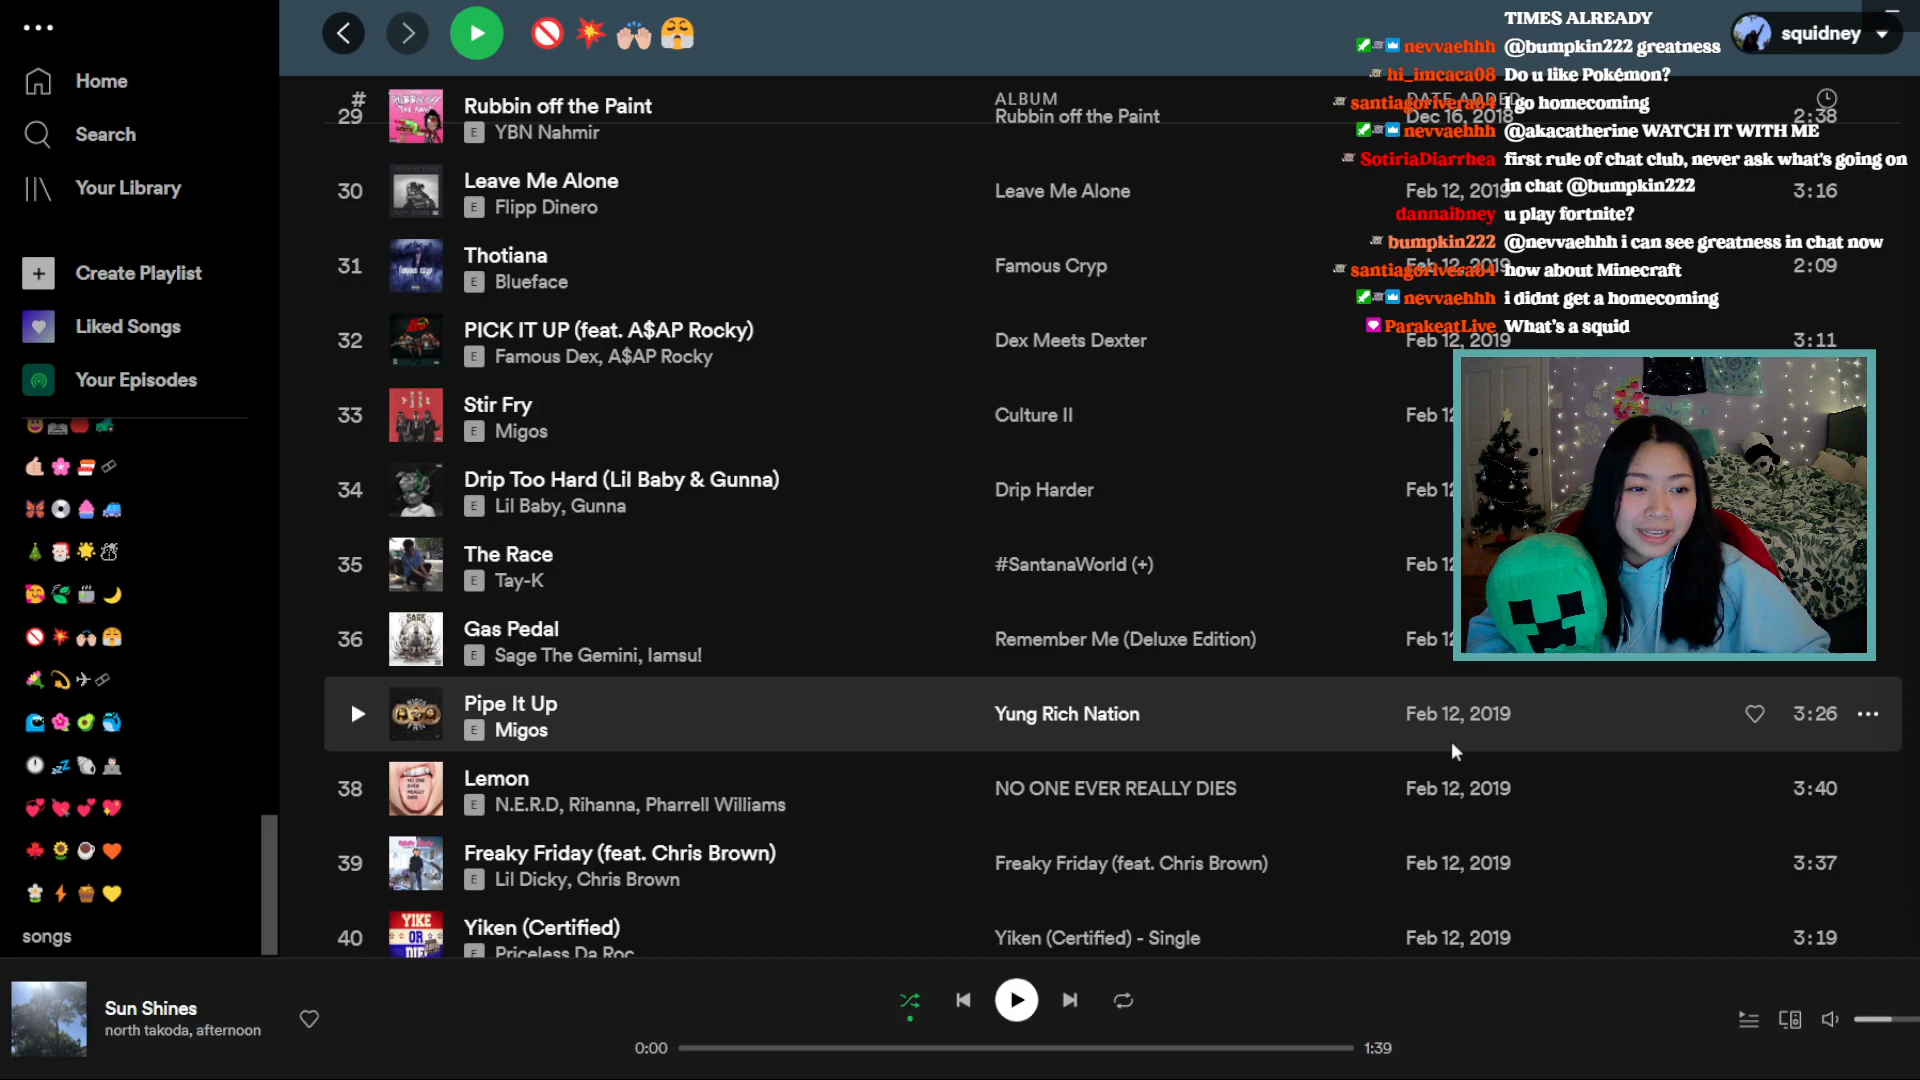 TIMES ALREADY
squidney
nevvaehhh @bumpkin222 greatness
hi_imcaca08 Do u like Pokémon?
santiagorivera64 I go homecoming
nevvaehhh @akacatherine WATCH IT WITH ME
SotiriaDiarrhea first rule of chat club, never ask what's going on
in chat @bumpkin222
dannaibney u play fortnite?
bumpkin222 @nevvaehhh i can see greatness in chat now
santiagorivera64 how about Minecraft
nevvaehhh i didnt get a homecoming
ParakeatLive What's a squid
Home
Search
Your Library
Create Playlist
Liked Songs
Your Episodes
songs
# ALBUM DATE ADDED
29 Rubbin off the Paint Rubbin off the Paint Dec 16, 2018 2:38
E YBN Nahmir
30 Leave Me Alone Leave Me Alone Feb 12, 2019 3:16
E Flipp Dinero
31 Thotiana Famous Cryp Feb 12, 2019 2:09
E Blueface
32 PICK IT UP (feat. A$AP Rocky) Dex Meets Dexter Feb 12, 2019 3:11
E Famous Dex, A$AP Rocky
33 Stir Fry Culture II Feb 12
E Migos
34 Drip Too Hard (Lil Baby & Gunna) Drip Harder Feb 12
E Lil Baby, Gunna
35 The Race #SantanaWorld (+) Feb 12
E Tay-K
36 Gas Pedal Remember Me (Deluxe Edition) Feb 12
E Sage The Gemini, Iamsu!
Pipe It Up Yung Rich Nation Feb 12, 2019 3:26
E Migos
38 Lemon NO ONE EVER REALLY DIES Feb 12, 2019 3:40
E N.E.R.D, Rihanna, Pharrell Williams
39 Freaky Friday (feat. Chris Brown) Freaky Friday (feat. Chris Brown) Feb 12, 2019 3:37
E Lil Dicky, Chris Brown
40 Yiken (Certified) Yiken (Certified) - Single Feb 12, 2019 3:19
E Priceless Da Roc
Sun Shines
north takoda, afternoon
0:00 1:39